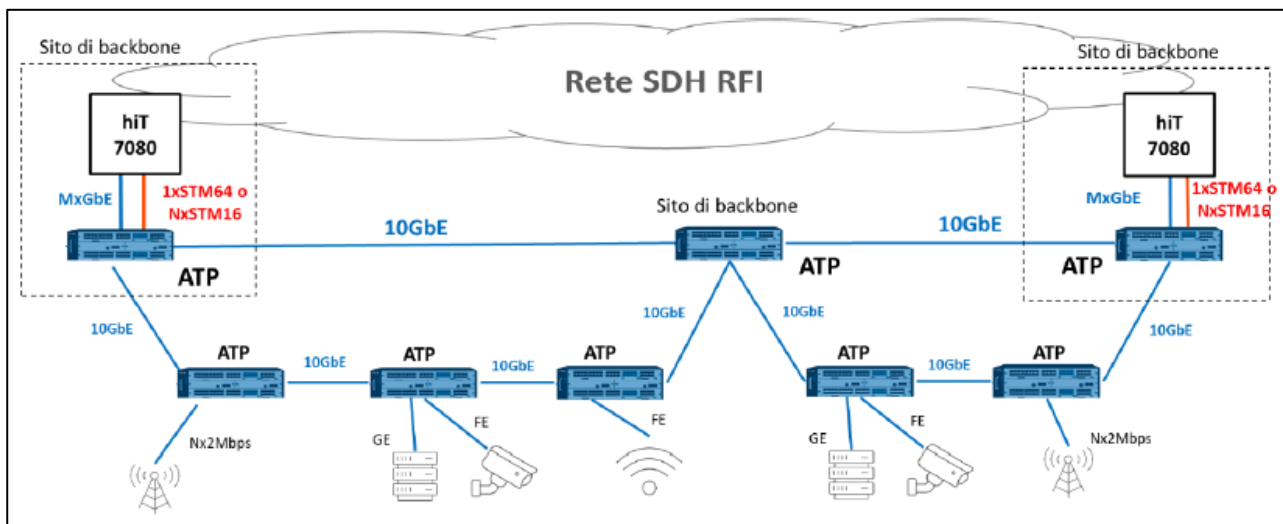 Sito di backbone
Sito di backbone
Rete SDH RFI
hiT
7080
hiT
7080
MxGbE
1xSTM64 o
NxSTM16
MxGbE
1xSTM64 o
NxSTM16
Sito di backbone
10GbE
10GbE
ATP
ATP
ATP
10GbE
10GbE
10GbE
10GbE
ATP
ATP
ATP
ATP
ATP
10GbE
10GbE
10GbE
Nx2Mbps
GE
FE
FE
GE
FE
Nx2Mbps